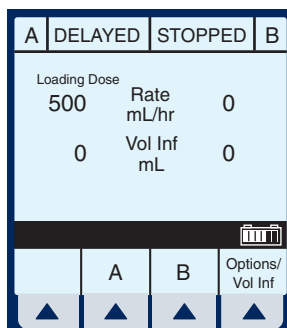 A DELAYED STOPPED B
Loading Dose
500 Rate mL/hr 0
0 Vol Inf mL 0
A B Options/ Vol Inf